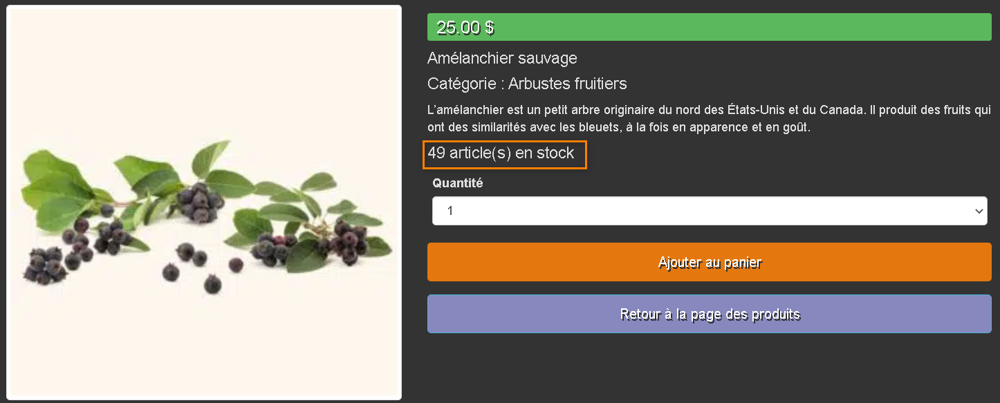 25.00 $
Amélanchier sauvage
Catégorie : Arbustes fruitiers
L’amélanchier est un petit arbre originaire du nord des États-Unis et du Canada. Il produit des fruits qui
ont des similarités avec les bleuets, à la fois en apparence et en goût.
49 article(s) en stock
Quantité
1
Ajouter au panier
Retour à la page des produits